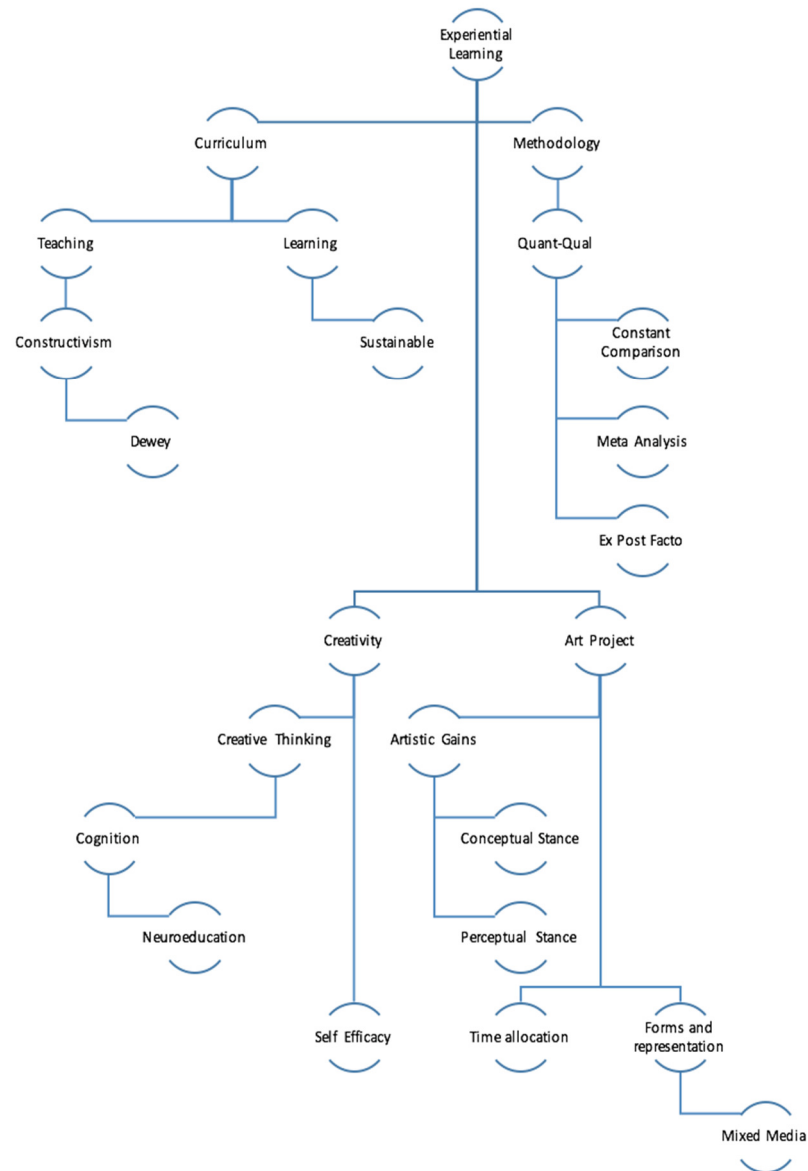 Experiential
Learning
Curriculum
Methodology
Teaching
Learning
Quant-Qual
Constructivism
Sustainable
Constant
Comparison
Dewey
Meta Analysis
Ex Post Facto
Creativity
Art Project
Creative Thinking
Artistic Gains
Cognition
Conceptual Stance
Neuroeducation
Perceptual Stance
Self Efficacy
Time allocation
Forms and
representation
Mixed Media